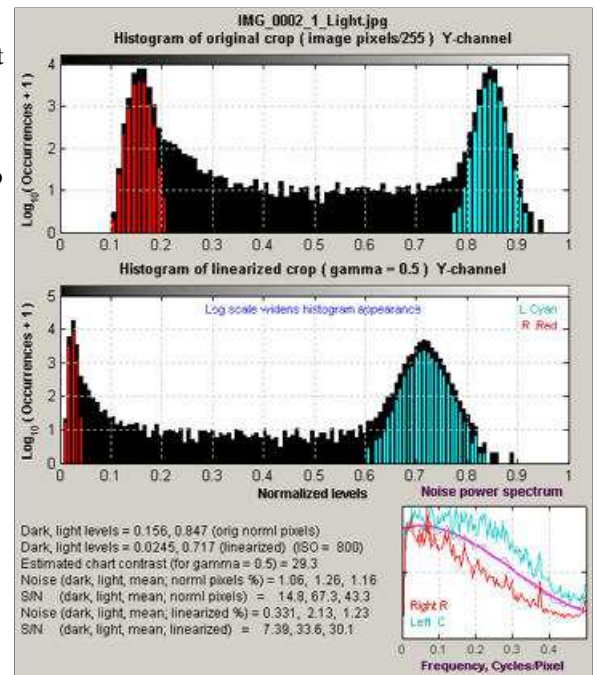 IMG_0002_1_Light.jpg
Histogram of original crop ( image pixels/255 ) Y-channel
Log10( Occurrences + 1 )
4
3
2
1
0
0 0.1 0.2 0.3 0.4 0.5 0.6 0.7 0.8 0.9 1
Histogram of linearized crop ( gamma = 0.5 ) Y-channel
Log scale widens histogram appearance
L Cyan
R Red
Log10 ( Occurrences + 1 )
5
4
3
2
1
0
0 0.1 0.2 0.3 0.4 0.5 0.6 0.7 0.8 0.9 1
Normalized levels
Noise power spectrum
Dark, light levels = 0.156, 0.847 (orig norml pixels)
Dark, light levels = 0.0245, 0.717 (linearized) (ISO = 800)
Estimated chart contrast (for gamma = 0.5) = 29.3
Noise (dark, light, mean; norml pixels %) = 1.06, 1.26, 1.16
S/N (dark, light, mean; norml pixels) = 14.8, 67.3, 43.3
Noise (dark, light, mean; linearized %) = 0.331, 2.13, 1.23
S/N (dark, light, mean; linearized) = 7.39, 33.6, 30.1
Right R
Left C
0 0.2 0.4
Frequency, Cycles/Pixel